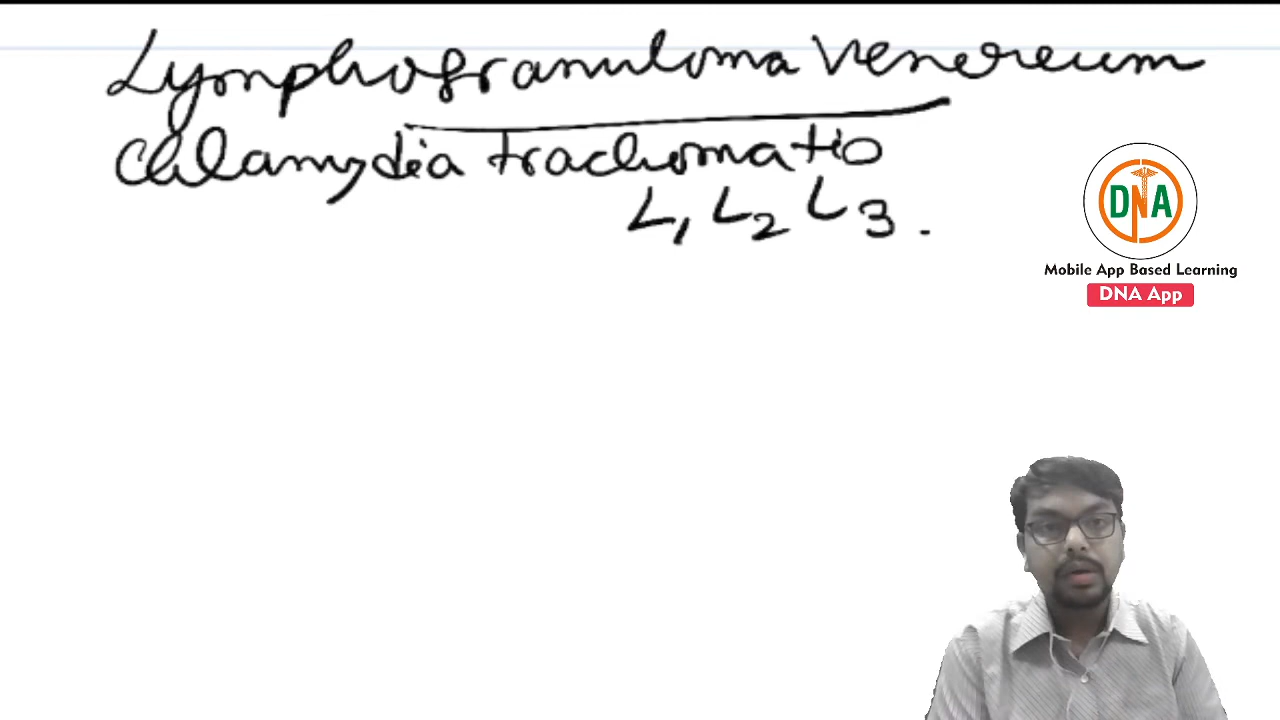 Lymphogranuloma Venereum
Chlamydia trachomatis
L1 L2 L3.
DNA
Mobile App Based Learning
DNA App